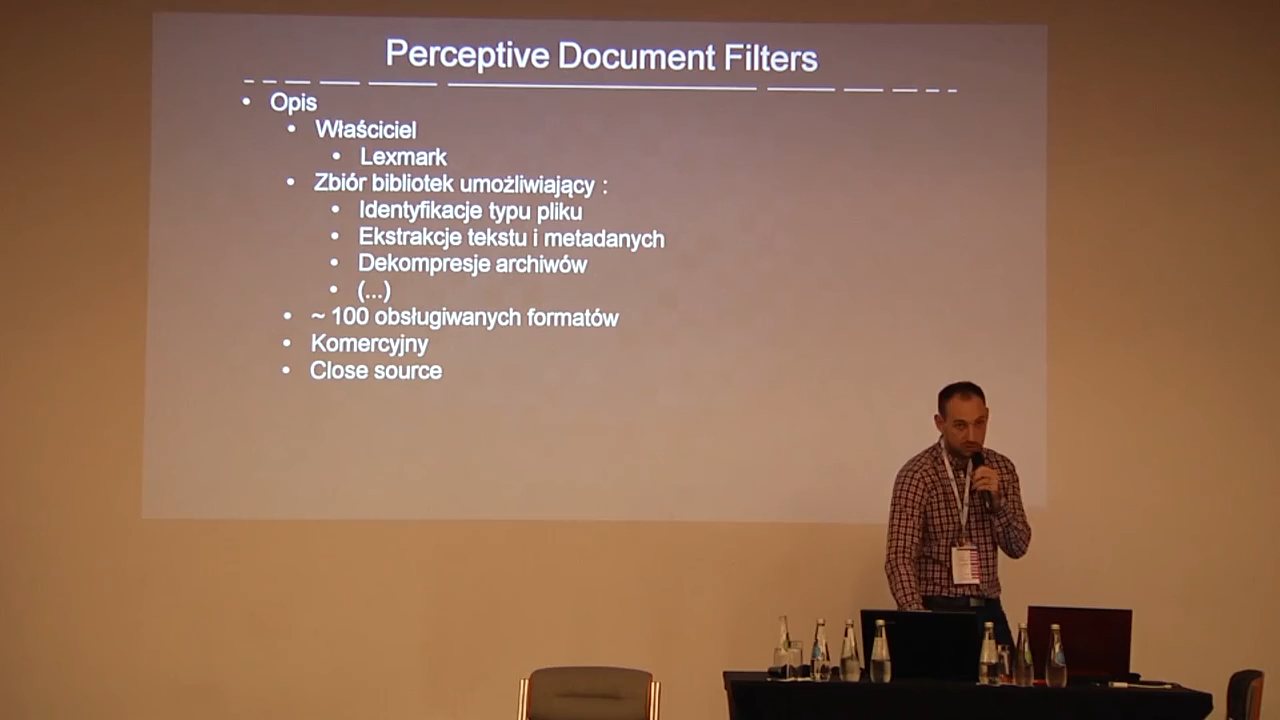 Perceptive Document Filters
• Opis
• Właściciel
• Lexmark
• Zbiór bibliotek umożliwiający :
• Identyfikacje typu pliku
• Ekstrakcje tekstu i metadanych
• Dekompresje archiwów
• (...)
• ~ 100 obsługiwanych formatów
• Komercyjny
• Close source